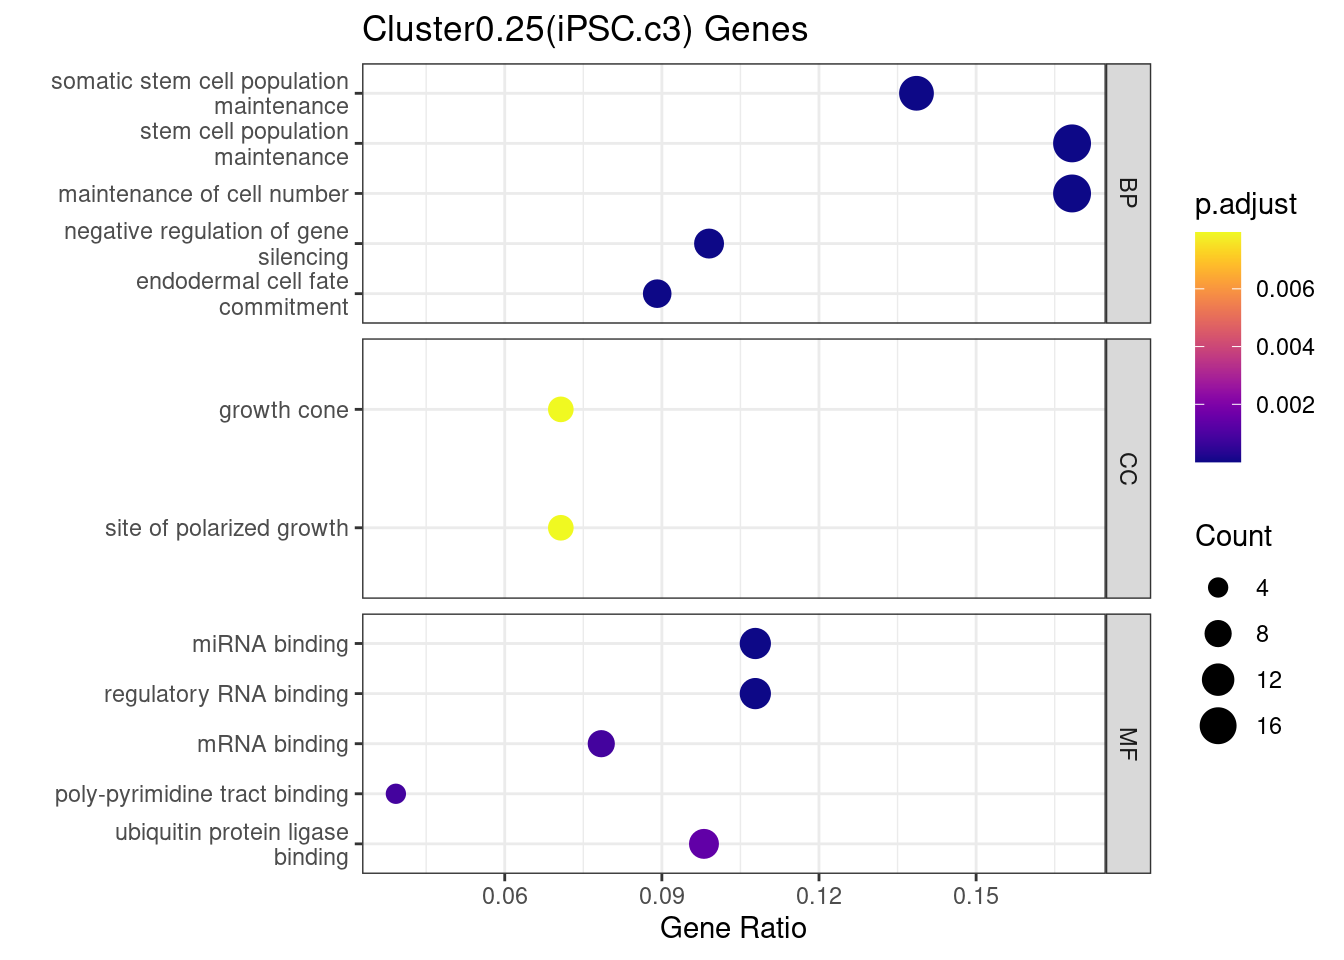 Cluster0.25(iPSC.c3) Genes
somatic stem cell population
maintenance
stem cell population
maintenance
maintenance of cell number
negative regulation of gene
silencing
endodermal cell fate
commitment
BP
growth cone
site of polarized growth
CC
miRNA binding
regulatory RNA binding
mRNA binding
poly-pyrimidine tract binding
ubiquitin protein ligase
binding
MF
0.06
0.09
0.12
0.15
Gene Ratio
p.adjust
0.006
0.004
0.002
Count
4
8
12
16